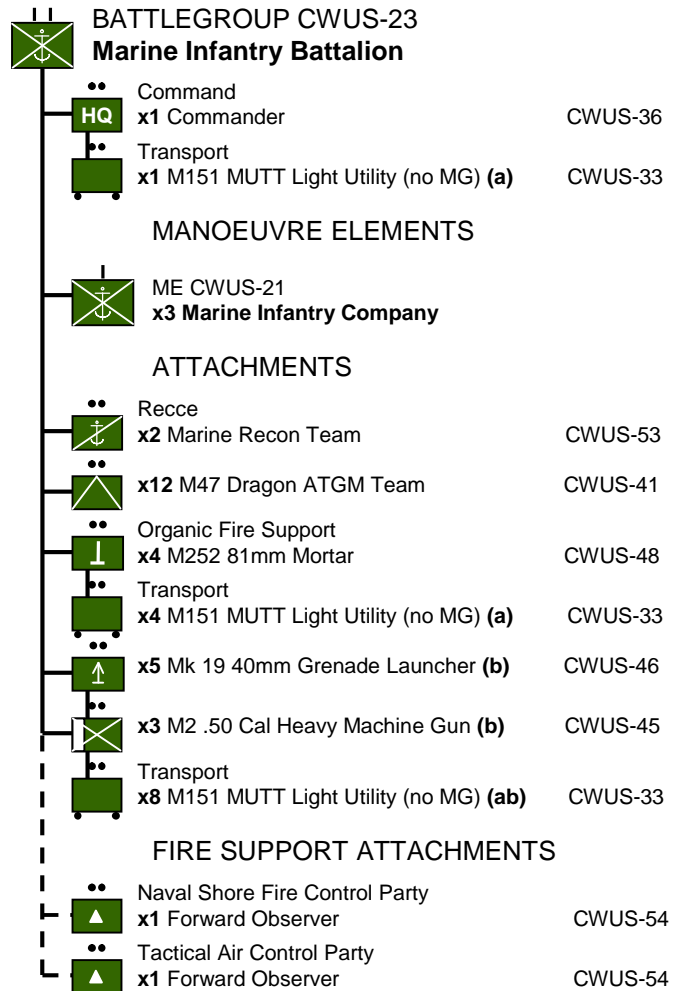 BATTLEGROUP CWUS-23
Marine Infantry Battalion
Command
HQ x1 Commander CWUS-36
Transport
x1 M151 MUTT Light Utility (no MG) (a) CWUS-33
MANOEUVRE ELEMENTS
ME CWUS-21
x3 Marine Infantry Company
ATTACHMENTS
Recce
x2 Marine Recon Team CWUS-53
x12 M47 Dragon ATGM Team CWUS-41
Organic Fire Support
x4 M252 81mm Mortar CWUS-48
Transport
x4 M151 MUTT Light Utility (no MG) (a) CWUS-33
x5 Mk 19 40mm Grenade Launcher (b) CWUS-46
x3 M2 .50 Cal Heavy Machine Gun (b) CWUS-45
Transport
x8 M151 MUTT Light Utility (no MG) (ab) CWUS-33
FIRE SUPPORT ATTACHMENTS
Naval Shore Fire Control Party
x1 Forward Observer CWUS-54
Tactical Air Control Party
x1 Forward Observer CWUS-54